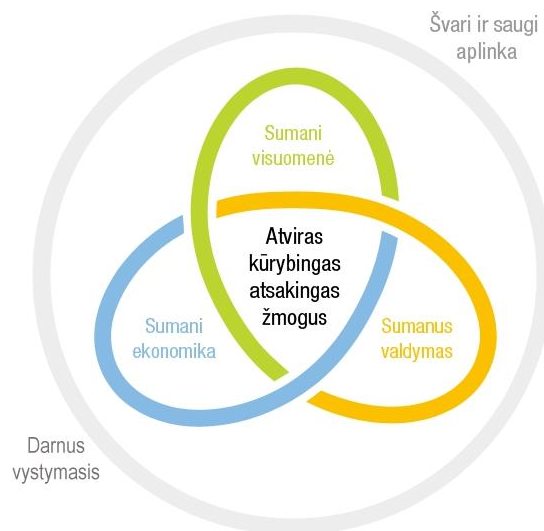 Švari ir saugi
aplinka
Sumani
visuomenė
Atviras
kūrybingas
atsakingas
žmogus
Sumani
ekonomika
Sumanus
valdymas
Darnus
vystymasis